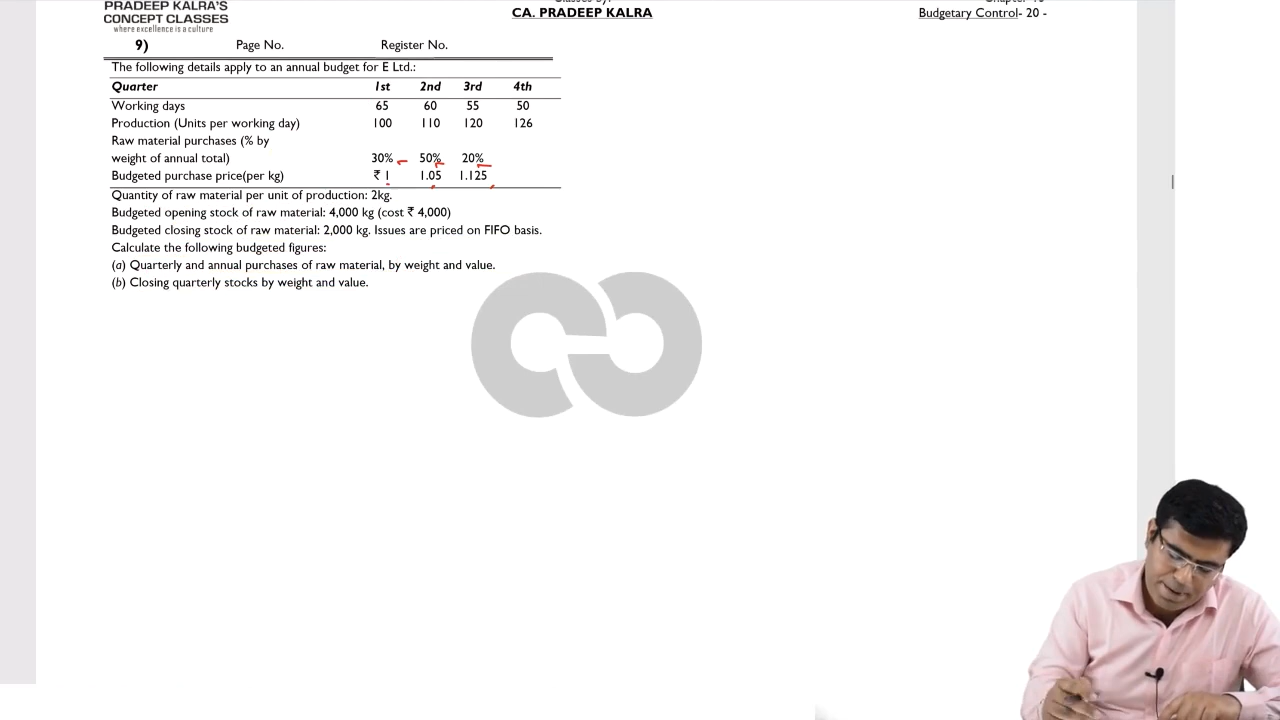 PRADEEP KALRA'S
CONCEPT CLASSES
where excellence is a culture
CA. PRADEEP KALRA
Budgetary Control- 20 -
9) Page No. Register No.
The following details apply to an annual budget for E Ltd.:
Quarter 1st 2nd 3rd 4th
Working days 65 60 55 50
Production (Units per working day) 100 110 120 126
Raw material purchases (% by
weight of annual total) 30% 50% 20%
Budgeted purchase price(per kg) ₹ 1 1.05 1.125
Quantity of raw material per unit of production: 2kg.
Budgeted opening stock of raw material: 4,000 kg (cost ₹ 4,000)
Budgeted closing stock of raw material: 2,000 kg. Issues are priced on FIFO basis.
Calculate the following budgeted figures:
(a) Quarterly and annual purchases of raw material, by weight and value.
(b) Closing quarterly stocks by weight and value.